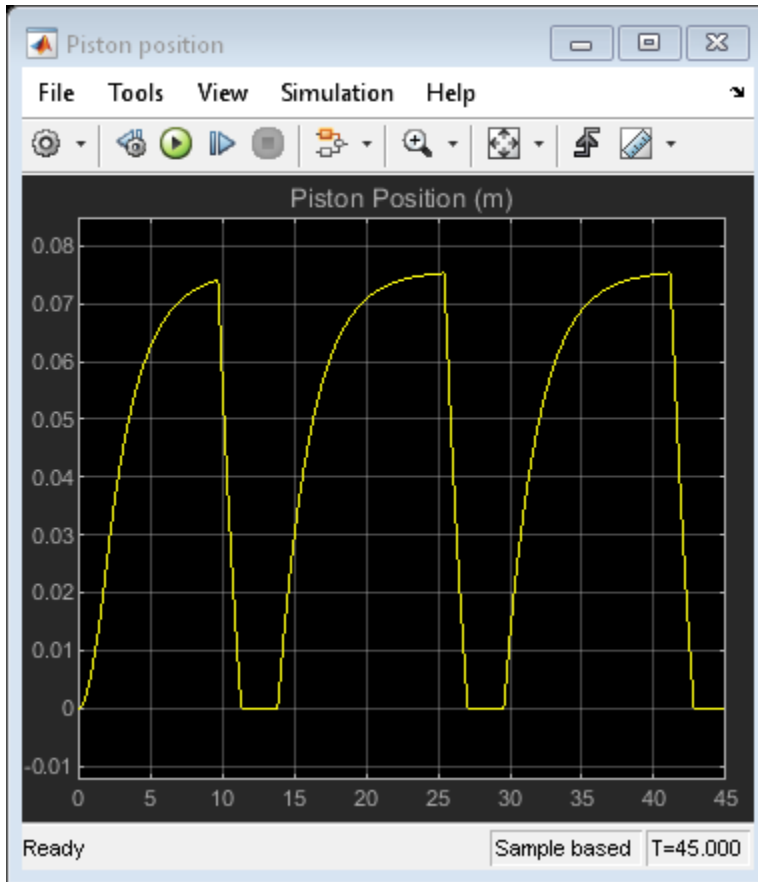 Piston position
File Tools View Simulation Help
Piston Position (m)
0.08
0.07
0.06
0.05
0.04
0.03
0.02
0.01
0
-0.01
0 5 10 15 20 25 30 35 40 45
Ready Sample based T=45.000